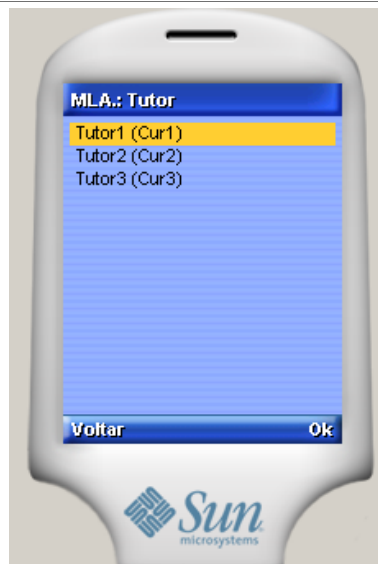 MLA.: Tutor
Tutor1 (Cur1)
Tutor2 (Cur2)
Tutor3 (Cur3)
Voltar Ok
Sun
microsystems